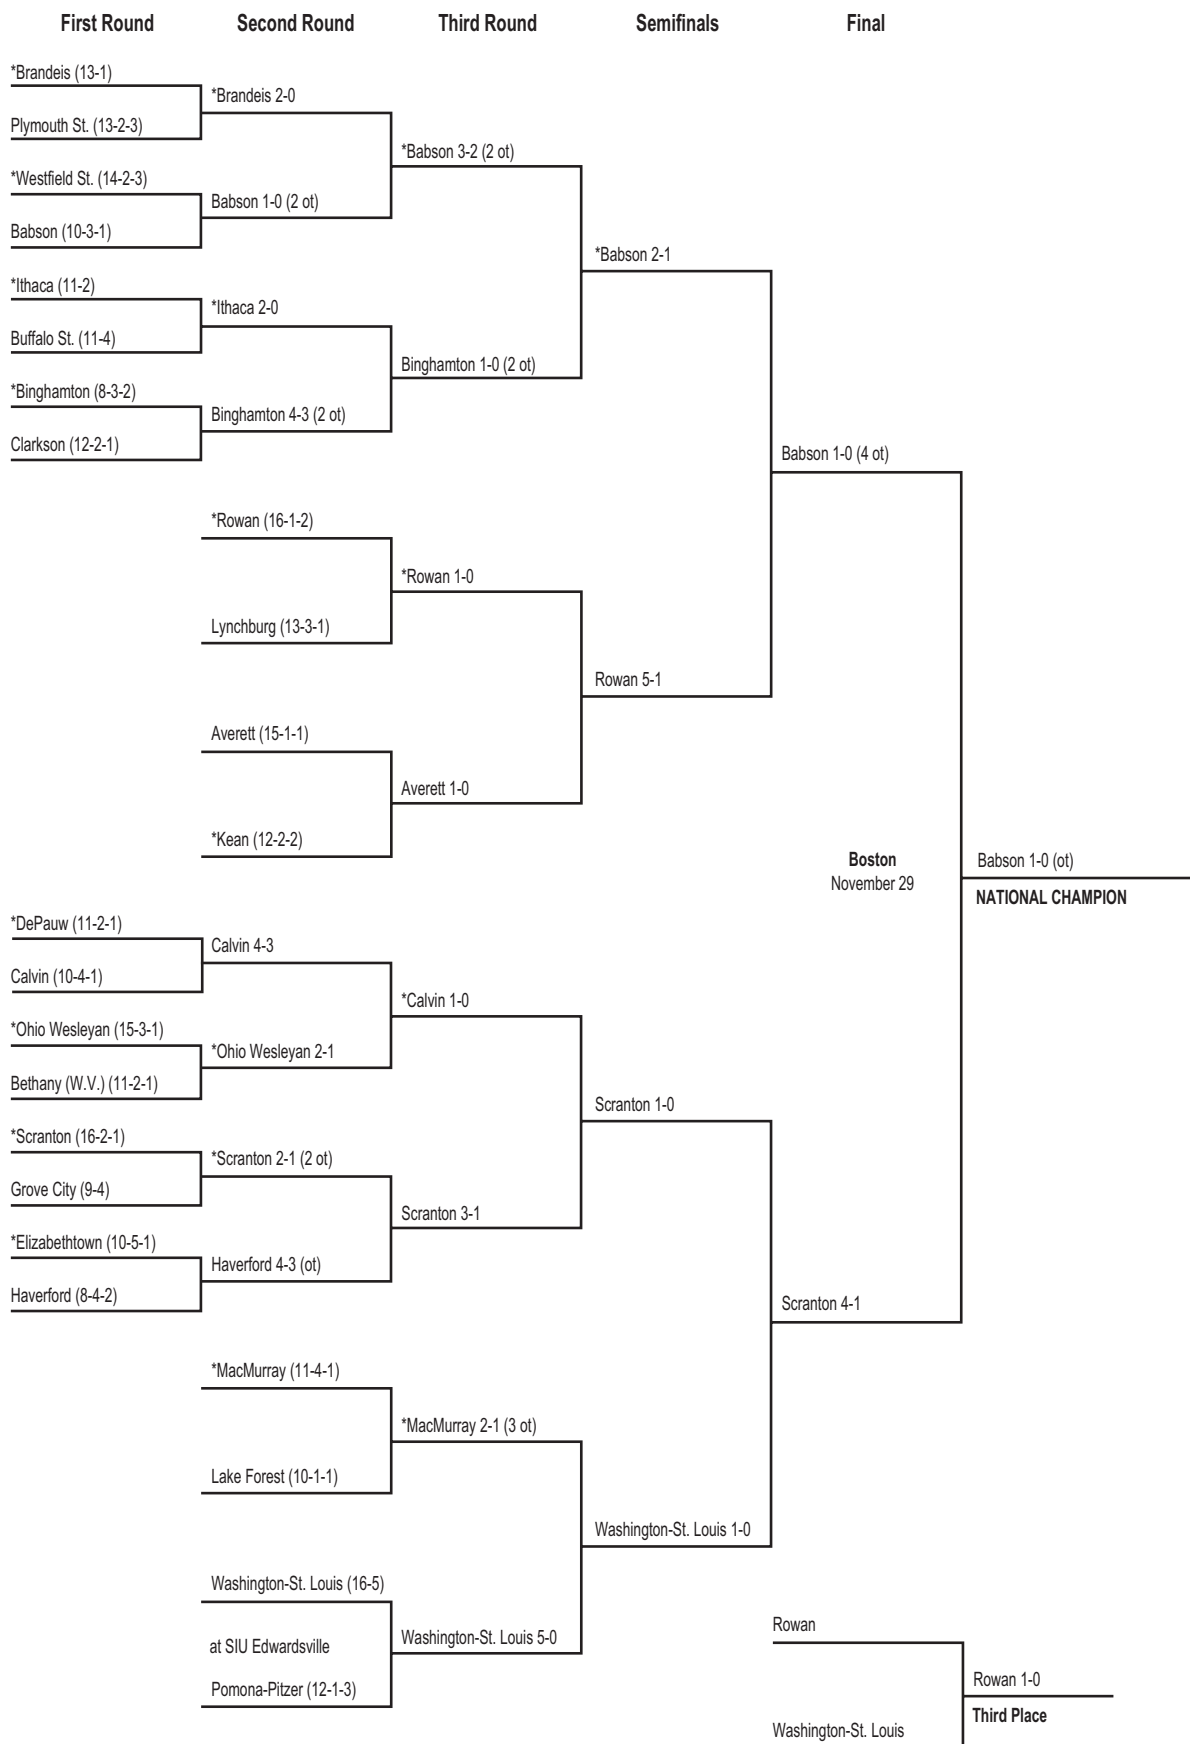 First Round Second Round Third Round Semifinals Final
*Brandeis (13-1)
*Brandeis 2-0
Plymouth St. (13-2-3)
*Babson 3-2 (2 ot)
*Westfield St. (14-2-3)
Babson 1-0 (2 ot)
Babson (10-3-1)
*Babson 2-1
*Ithaca (11-2)
*Ithaca 2-0
Buffalo St. (11-4)
Binghamton 1-0 (2 ot)
*Binghamton (8-3-2)
Binghamton 4-3 (2 ot)
Clarkson (12-2-1)
Babson 1-0 (4 ot)
*Rowan (16-1-2)
*Rowan 1-0
Lynchburg (13-3-1)
Rowan 5-1
Averett (15-1-1)
Averett 1-0
*Kean (12-2-2)
Boston
November 29
Babson 1-0 (ot)
NATIONAL CHAMPION
*DePauw (11-2-1)
Calvin 4-3
Calvin (10-4-1)
*Calvin 1-0
*Ohio Wesleyan (15-3-1)
*Ohio Wesleyan 2-1
Bethany (W.V.) (11-2-1)
Scranton 1-0
*Scranton (16-2-1)
*Scranton 2-1 (2 ot)
Grove City (9-4)
Scranton 3-1
*Elizabethtown (10-5-1)
Haverford 4-3 (ot)
Haverford (8-4-2)
Scranton 4-1
*MacMurray (11-4-1)
*MacMurray 2-1 (3 ot)
Lake Forest (10-1-1)
Washington-St. Louis 1-0
Washington-St. Louis (16-5)
at SIU Edwardsville
Washington-St. Louis 5-0
Pomona-Pitzer (12-1-3)
Rowan
Rowan 1-0
Third Place
Washington-St. Louis